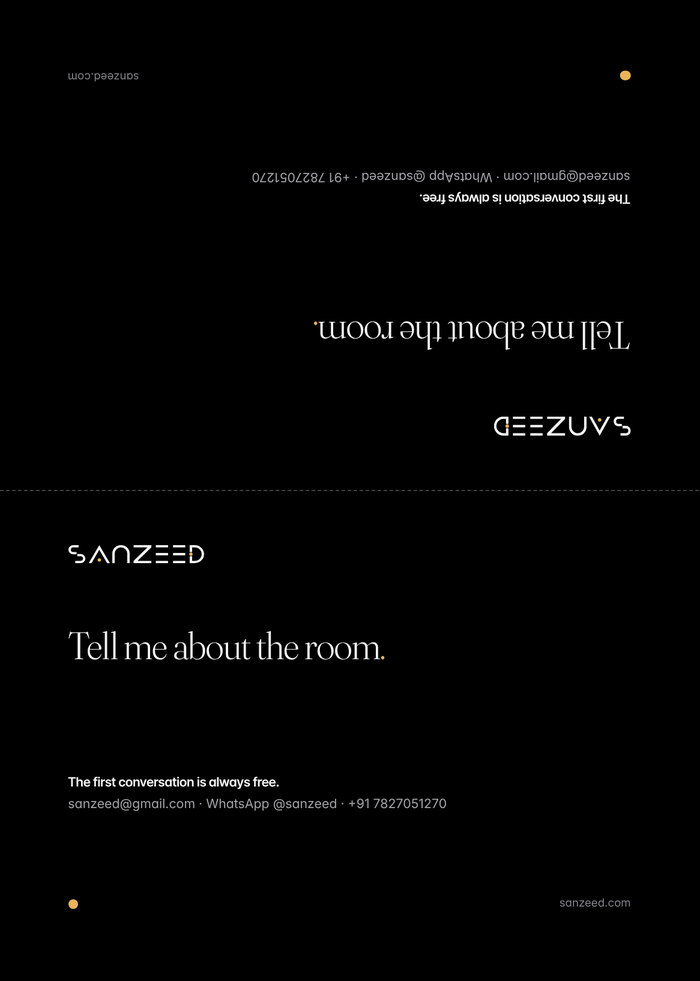 sanzeed.com
sanzeed@gmail.com · WhatsApp @sanzeed · +91 7827051270
The first conversation is always free.
Tell me about the room.
SANZEED
SANZEED
Tell me about the room.
The first conversation is always free.
sanzeed@gmail.com · WhatsApp @sanzeed · +91 7827051270
sanzeed.com